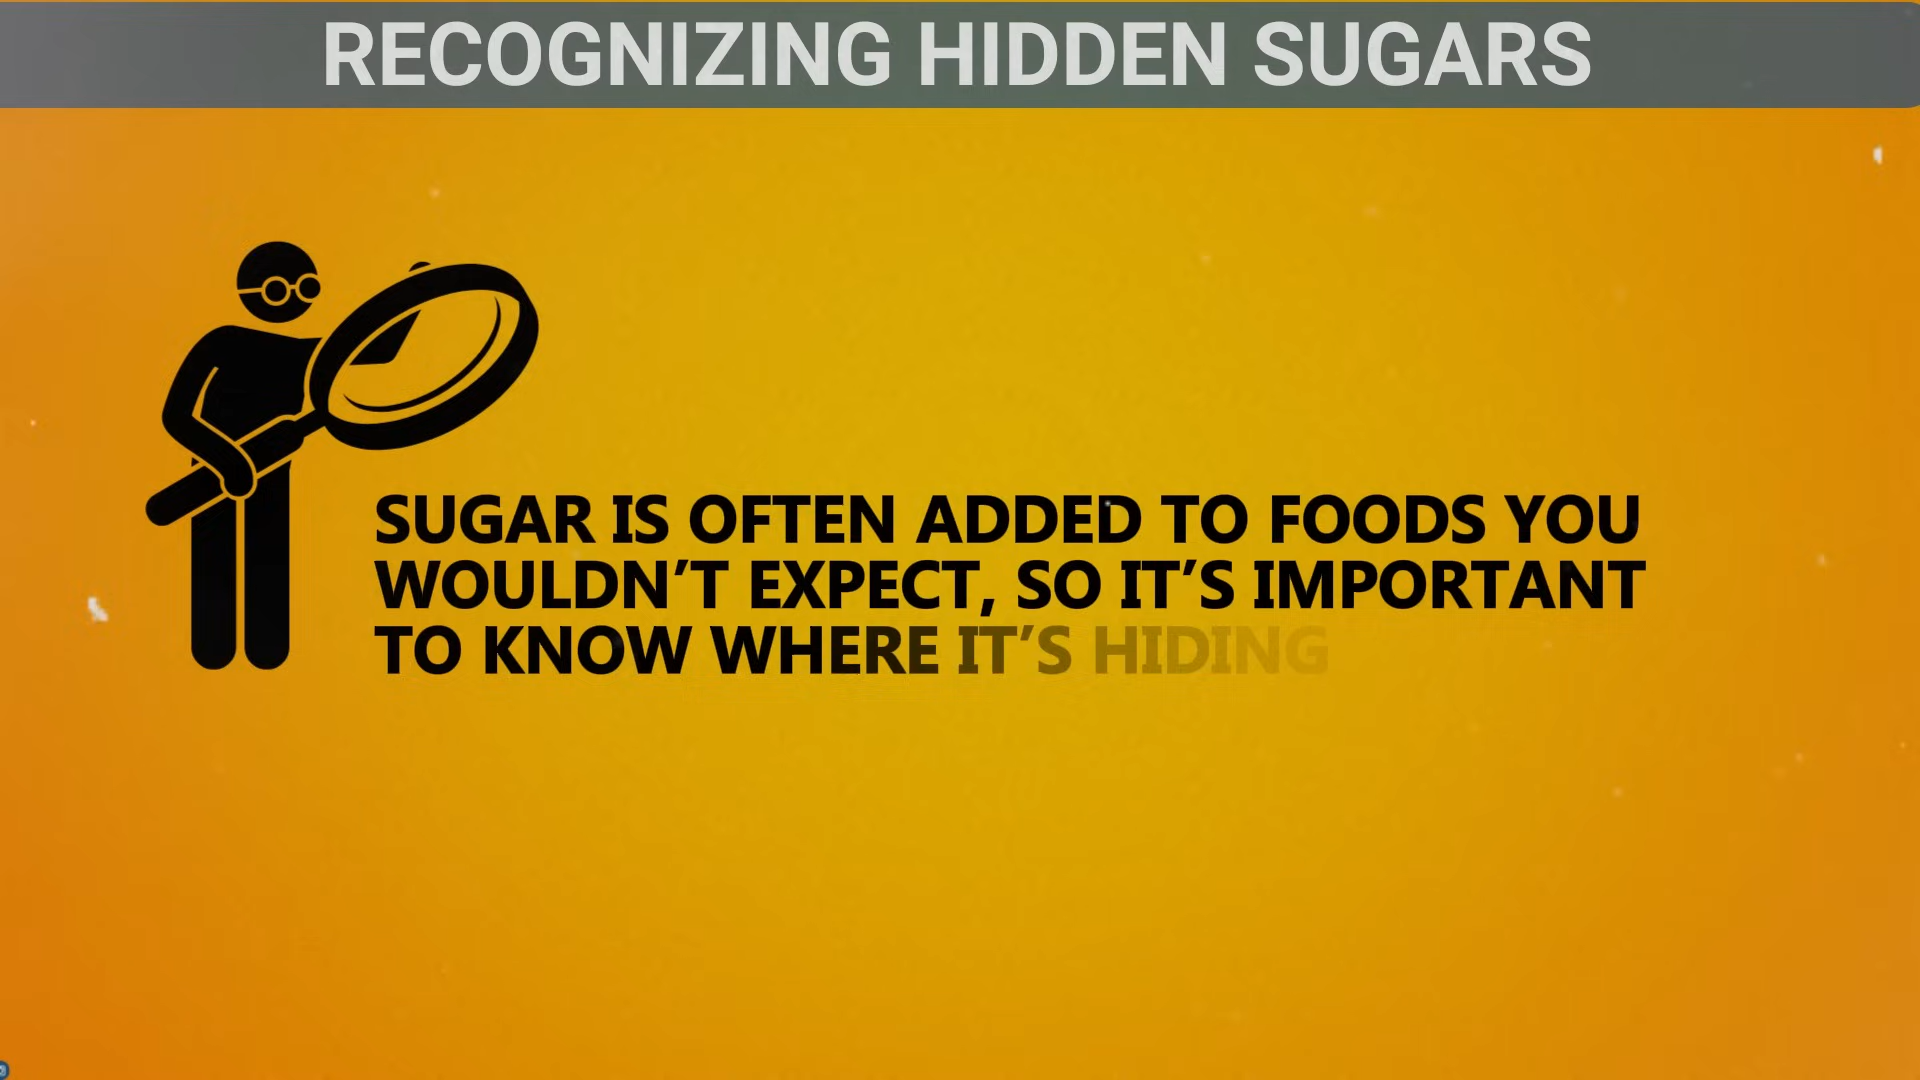 RECOGNIZING HIDDEN SUGARS
SUGAR IS OFTEN ADDED TO FOODS YOU
WOULDN’T EXPECT, SO IT’S IMPORTANT
TO KNOW WHERE IT’S HIDING